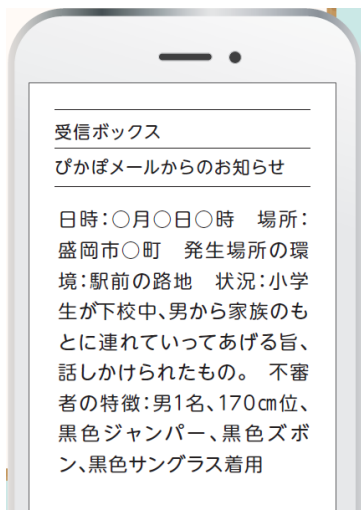 受信ボックス
ぴかぽメールからのお知らせ
日時:○月○日○時　場所:
盛岡市○町　発生場所の環
境:駅前の路地　状況:小学
生が下校中、男から家族のも
とに連れていってあげる旨、
話しかけられたもの。　不審
者の特徴:男1名、170㎝位、
黒色ジャンパー、黒色ズボ
ン、黒色サングラス着用